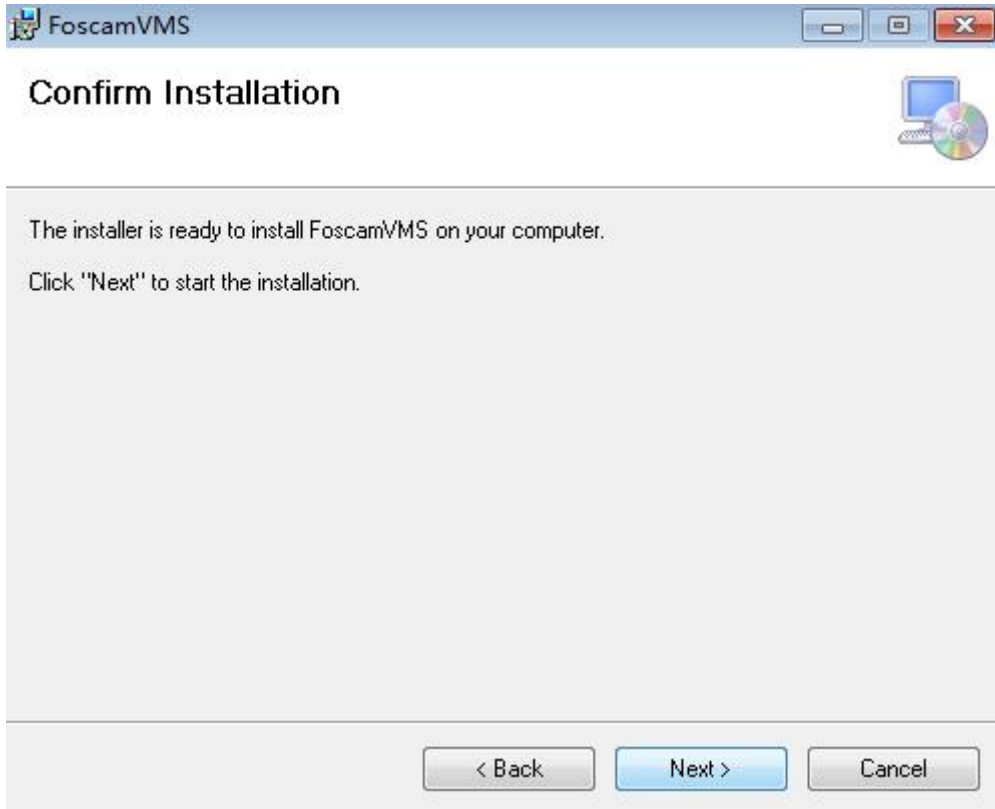 FoscamVMS
Confirm Installation
The installer is ready to install FoscamVMS on your computer.
Click "Next" to start the installation.
< Back
Next >
Cancel